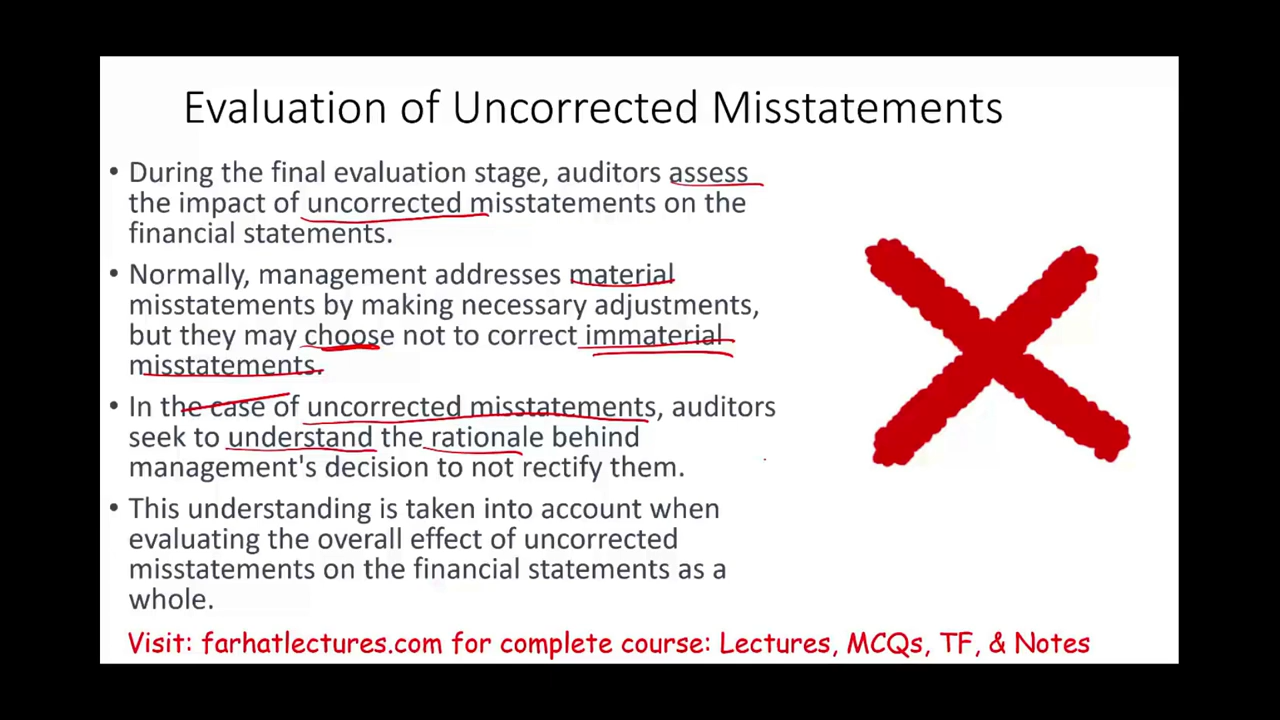 Evaluation of Uncorrected Misstatements
• During the final evaluation stage, auditors assess
the impact of uncorrected misstatements on the
financial statements.
• Normally, management addresses material
misstatements by making necessary adjustments,
but they may choose not to correct immaterial
misstatements.
• In the case of uncorrected misstatements, auditors
seek to understand the rationale behind
management's decision to not rectify them.
• This understanding is taken into account when
evaluating the overall effect of uncorrected
misstatements on the financial statements as a
whole.
Visit: farhatlectures.com for complete course: Lectures, MCQs, TF, & Notes